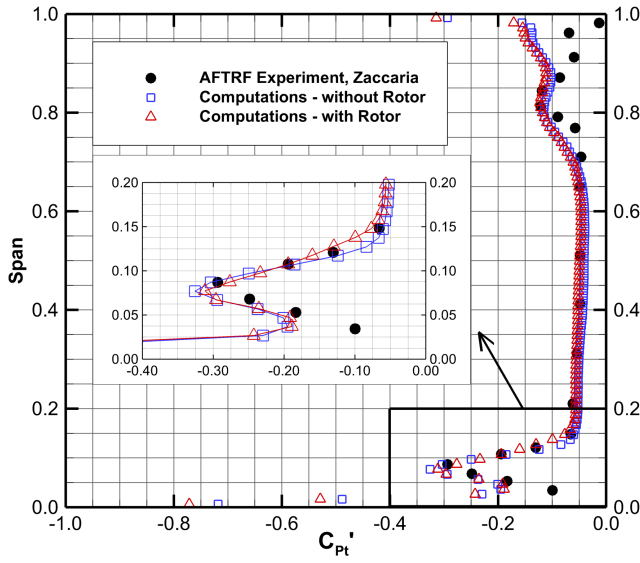 1.0 1.0
AFTRF Experiment, Zaccaria
Computations - without Rotor
Computations - with Rotor
0.8 0.8
0.20 0.20
0.6 0.6
0.15 0.15
Span
0.10 0.10
0.4 0.4
0.05 0.05
0.00 0.00
-0.40 -0.30 -0.20 -0.10 0.00
0.2 0.2
0.0 0.0
-1.0 -0.8 -0.6 -0.4 -0.2 0.0
CPt'